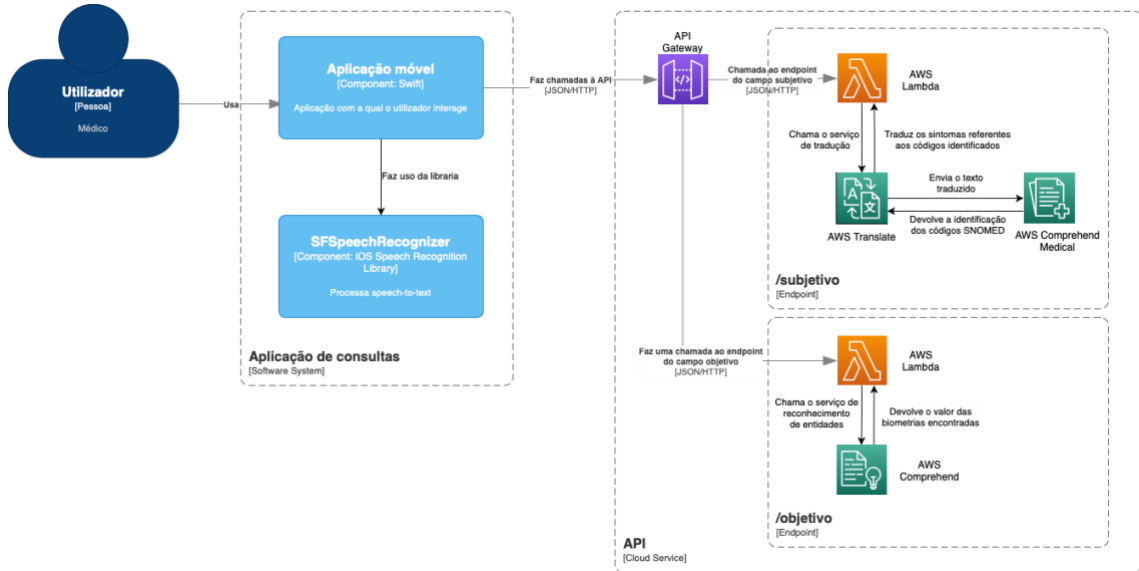 Utilizador
[Pessoa]
Médico
Usa
Aplicação móvel
[Component: Swift]
Aplicação com a qual o utilizador interage
Faz uso da libraria
SFSpeechRecognizer
[Component: iOS Speech Recognition
Library]
Processa speech-to-text
Aplicação de consultas
[Software System]
Faz chamadas à API
[JSON/HTTP]
API
Gateway
Chamada ao endpoint
do campo subjetivo
[JSON/HTTP]
AWS
Lambda
Chama o serviço
de tradução
Traduz os sintomas referentes
aos códigos identificados
Envia o texto
traduzido
Devolve a identificação
dos códigos SNOMED
A
文
AWS Translate
AWS Comprehend
Medical
/subjetivo
[Endpoint]
Faz uma chamada ao endpoint
do campo objetivo
[JSON/HTTP]
AWS
Lambda
Chama o serviço de
reconhecimento
de entidades
Devolve o valor das
biometrias encontradas
AWS
Comprehend
/objetivo
[Endpoint]
API
[Cloud Service]